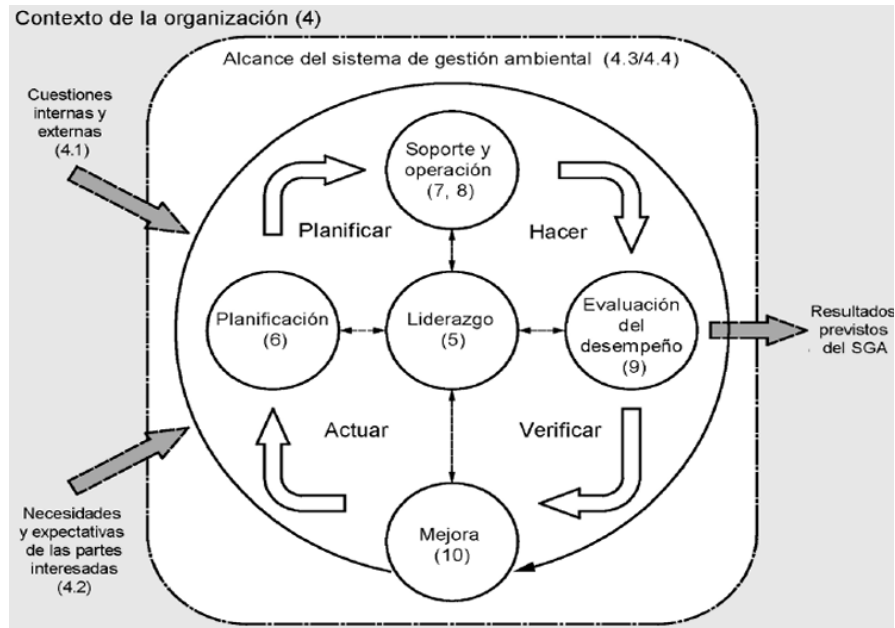 Contexto de la organización (4)
Alcance del sistema de gestión ambiental (4.3/4.4)
Cuestiones
internas y
externas
(4.1)
Soporte y
operación
(7, 8)
Planificar
Hacer
Planificación
(6)
Liderazgo
(5)
Evaluación
del
desempeño
(9)
Resultados
previstos
del SGA
Actuar
Verificar
Necesidades
y expectativas
de las partes
interesadas
(4.2)
Mejora
(10)